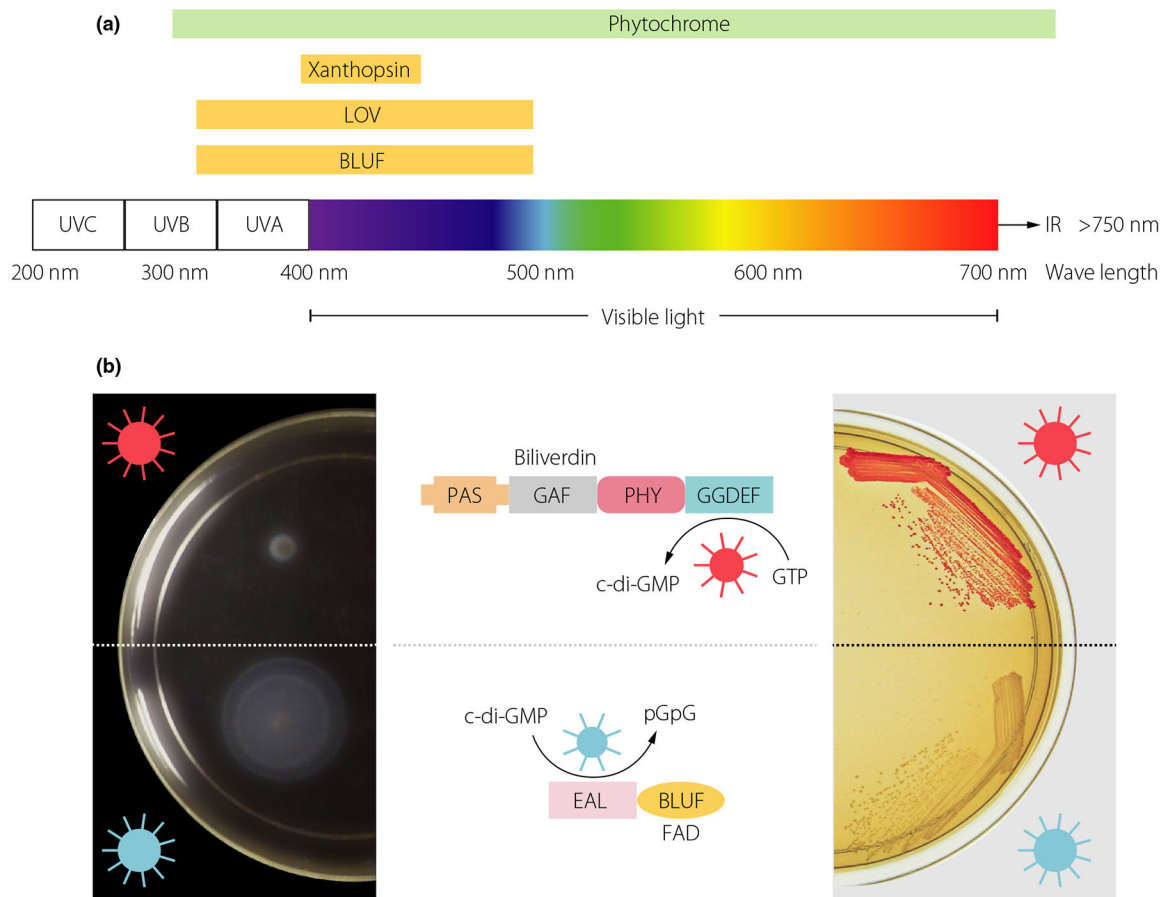 (a)
Phytochrome
Xanthopsin
LOV
BLUF
UVC UVB UVA IR >750 nm
200 nm 300 nm 400 nm 500 nm 600 nm 700 nm Wave length
Visible light
(b)
Biliverdin
PAS GAF PHY GGDEF
c-di-GMP GTP
c-di-GMP pGpG
EAL BLUF
FAD